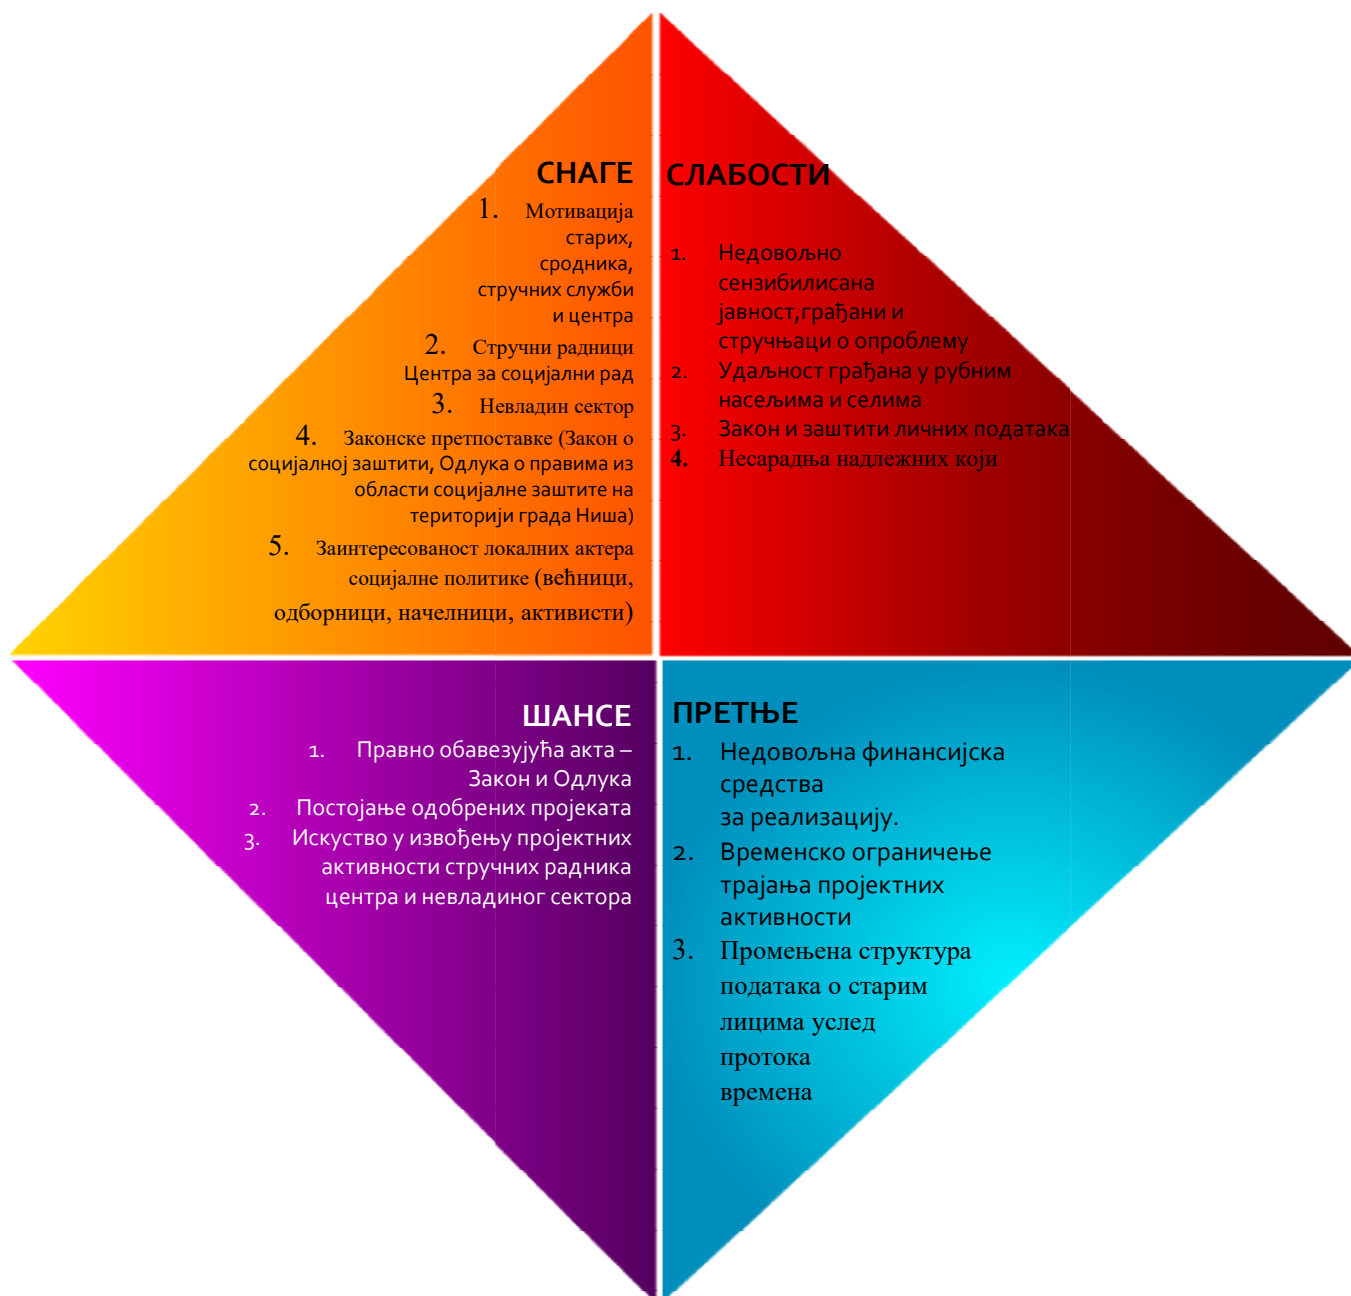 СНАГЕ
1. Мотивација
старих,
сродника,
стручних служби
и центра
2. Стручни радници
Центра за социјални рад
3. Невладин сектор
4. Законске претпоставке (Закон о
социјалној заштити, Одлука о правима из
области социјалне заштите на
територији града Ниша)
5. Заинтересованост локалних актера
социјалне политике (већници,
одборници, начелници, активисти)
СЛАБОСТИ
1. Недовољно
сензибилисана
јавност,грађани и
стручњаци о опроблему
2. Удаљност грађана у рубним
насељима и селима
3. Закон и заштити личних података
4. Несарадња надлежних који
ШАНСЕ
1. Правно обавезујућа акта –
Закон и Одлука
2. Постојање одобрених пројеката
3. Искуство у извођењу пројектних
активности стручних радника
центра и невладиног сектора
ПРЕТЊЕ
1. Недовољна финансијска
средства
за реализацију.
2. Временско ограничење
трајања пројектних
активности
3. Промењена структура
података о старим
лицима услед
протока
времена